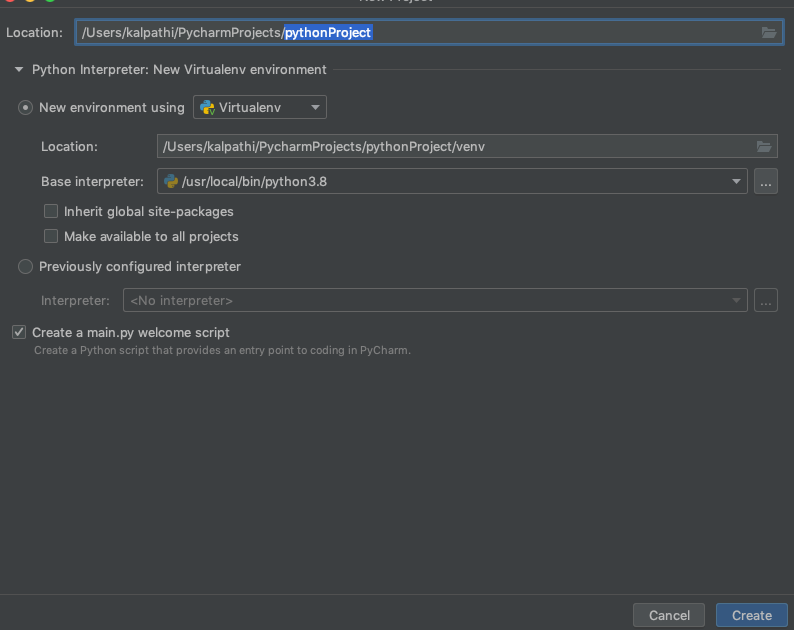 Location: /Users/kalpathi/PycharmProjects/pythonProject
Python Interpreter: New Virtualenv environment
New environment using Virtualenv
Location: /Users/kalpathi/PycharmProjects/pythonProject/venv
Base interpreter: /usr/local/bin/python3.8 ...
Inherit global site-packages
Make available to all projects
Previously configured interpreter
Interpreter: <No interpreter> ...
Create a main.py welcome script
Create a Python script that provides an entry point to coding in PyCharm.
Cancel Create